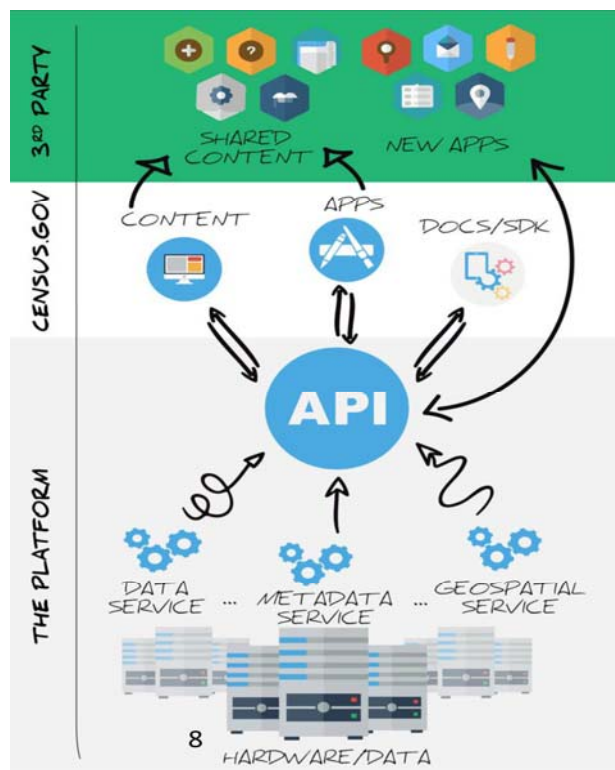 3RD PARTY
SHARED
CONTENT
NEW APPS
CENSUS.GOV
CONTENT
APPS
DOCS/SDK
THE PLATFORM
API
DATA
SERVICE
...
METADATA
SERVICE
...
GEOSPATIAL
SERVICE
8
HARDWARE/DATA